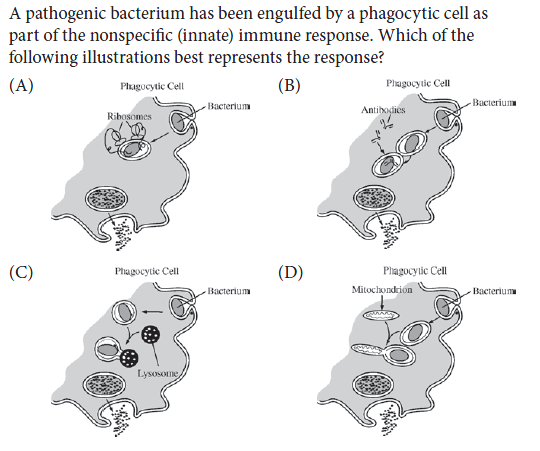 A pathogenic bacterium has been engulfed by a phagocytic cell as
part of the nonspecific (innate) immune response. Which of the
following illustrations best represents the response?
(A)
Phagocytic Cell
Bacterium
Ribosomes
(B)
Phagocytic Cell
Bacterium
Antibodies
(C)
Phagocytic Cell
Bacterium
Lysosome
(D)
Phagocytic Cell
Mitochondrion
Bacterium